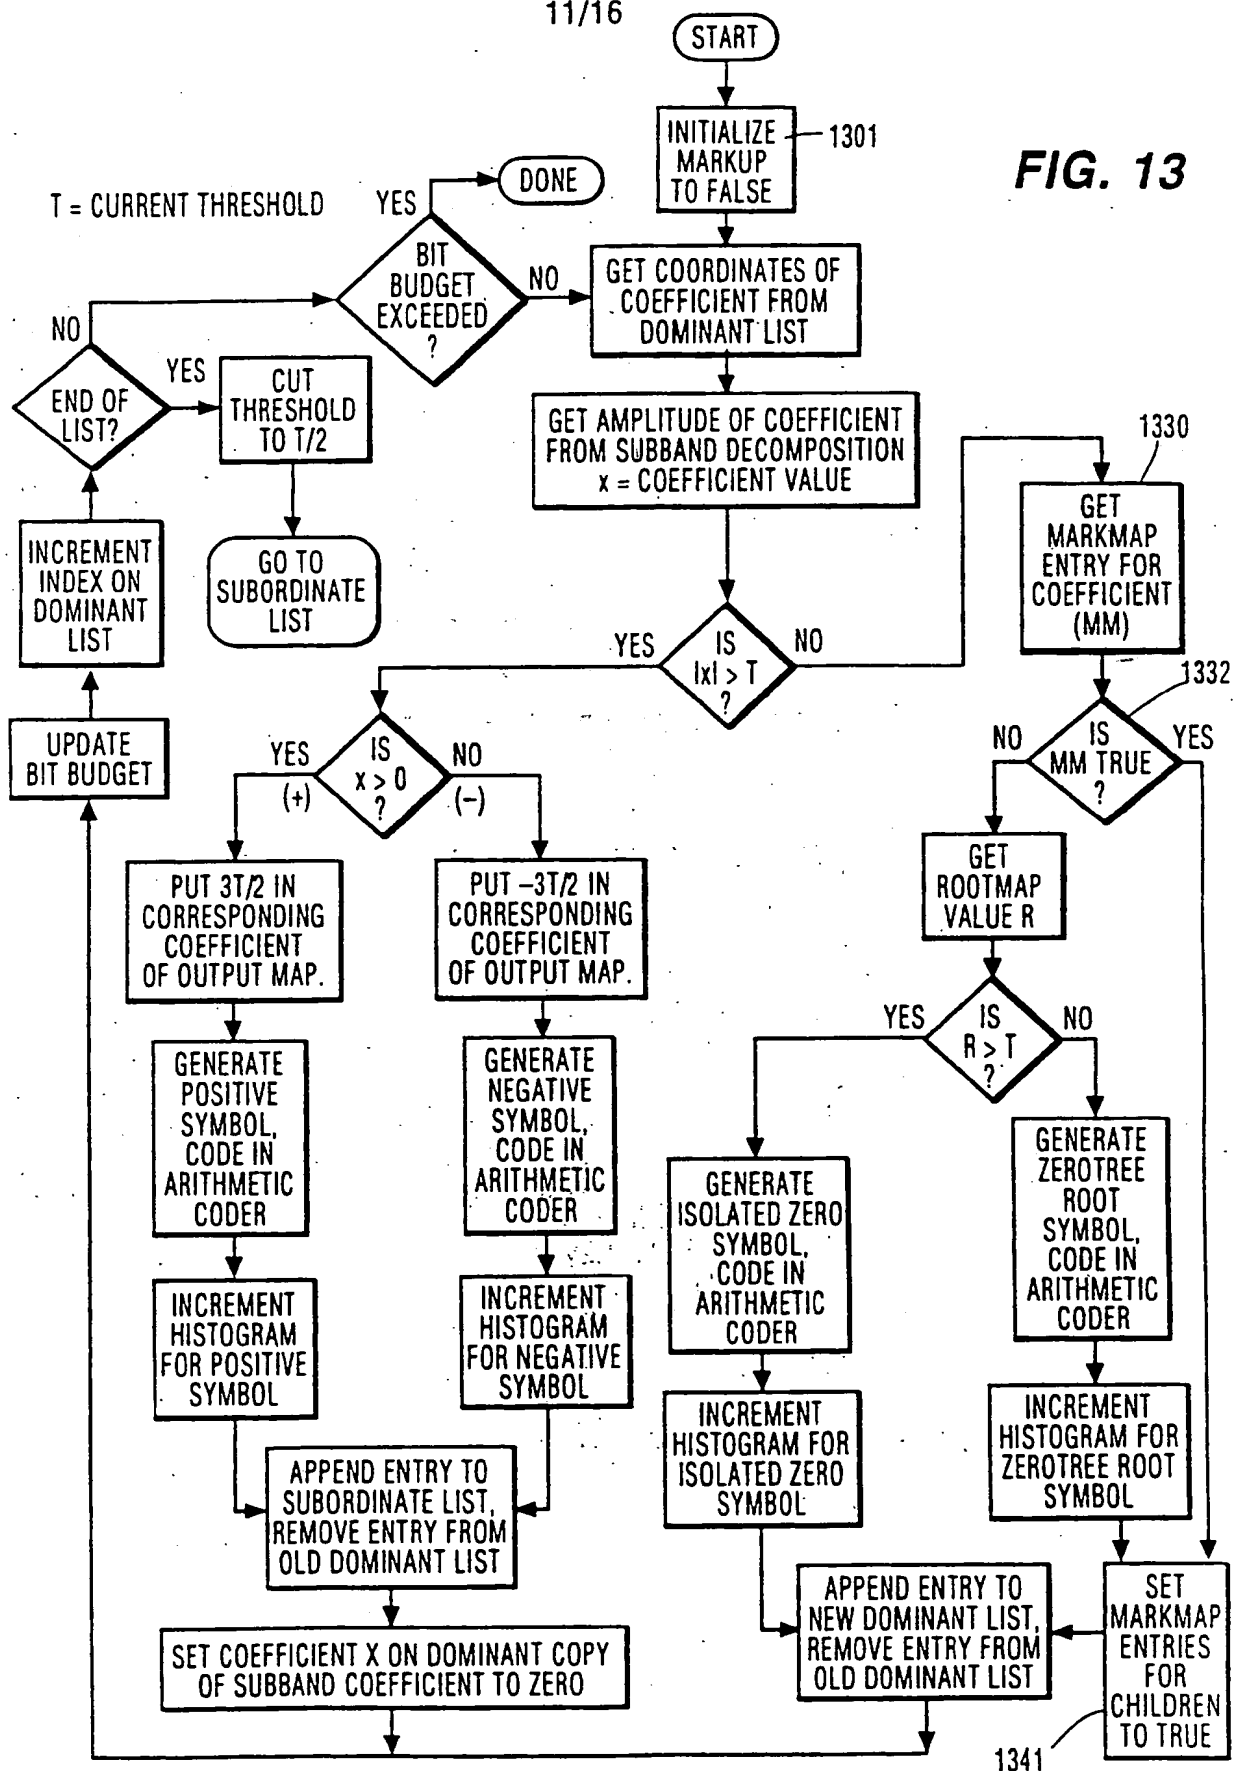 11/16
START
INITIALIZE
MARKUP
TO FALSE
1301
FIG. 13
DONE
T = CURRENT THRESHOLD
YES
BIT
BUDGET
EXCEEDED
?
NO
GET COORDINATES OF
COEFFICIENT FROM
DOMINANT LIST
NO
END OF
LIST?
YES
CUT
THRESHOLD
TO T/2
GET AMPLITUDE OF COEFFICIENT
FROM SUBBAND DECOMPOSITION
x = COEFFICIENT VALUE
1330
GET
MARKMAP
ENTRY FOR
COEFFICIENT
(MM)
INCREMENT
INDEX ON
DOMINANT
LIST
GO TO
SUBORDINATE
LIST
YES
IS
|x| > T
?
NO
1332
UPDATE
BIT BUDGET
YES
(+)
IS
x > 0
?
NO
(–)
NO
IS
MM TRUE
?
YES
GET
ROOTMAP
VALUE R
PUT 3T/2 IN
CORRESPONDING
COEFFICIENT
OF OUTPUT MAP.
PUT –3T/2 IN
CORRESPONDING
COEFFICIENT
OF OUTPUT MAP.
YES
IS
R > T
?
NO
GENERATE
POSITIVE
SYMBOL,
CODE IN
ARITHMETIC
CODER
GENERATE
NEGATIVE
SYMBOL,
CODE IN
ARITHMETIC
CODER
GENERATE
ISOLATED ZERO
SYMBOL,
CODE IN
ARITHMETIC
CODER
GENERATE
ZEROTREE
ROOT
SYMBOL,
CODE IN
ARITHMETIC
CODER
INCREMENT
HISTOGRAM
FOR POSITIVE
SYMBOL
INCREMENT
HISTOGRAM
FOR NEGATIVE
SYMBOL
INCREMENT
HISTOGRAM FOR
ISOLATED ZERO
SYMBOL
INCREMENT
HISTOGRAM FOR
ZEROTREE ROOT
SYMBOL
APPEND ENTRY TO
SUBORDINATE LIST,
REMOVE ENTRY FROM
OLD DOMINANT LIST
APPEND ENTRY TO
NEW DOMINANT LIST,
REMOVE ENTRY FROM
OLD DOMINANT LIST
SET
MARKMAP
ENTRIES
FOR
CHILDREN
TO TRUE
SET COEFFICIENT X ON DOMINANT COPY
OF SUBBAND COEFFICIENT TO ZERO
1341